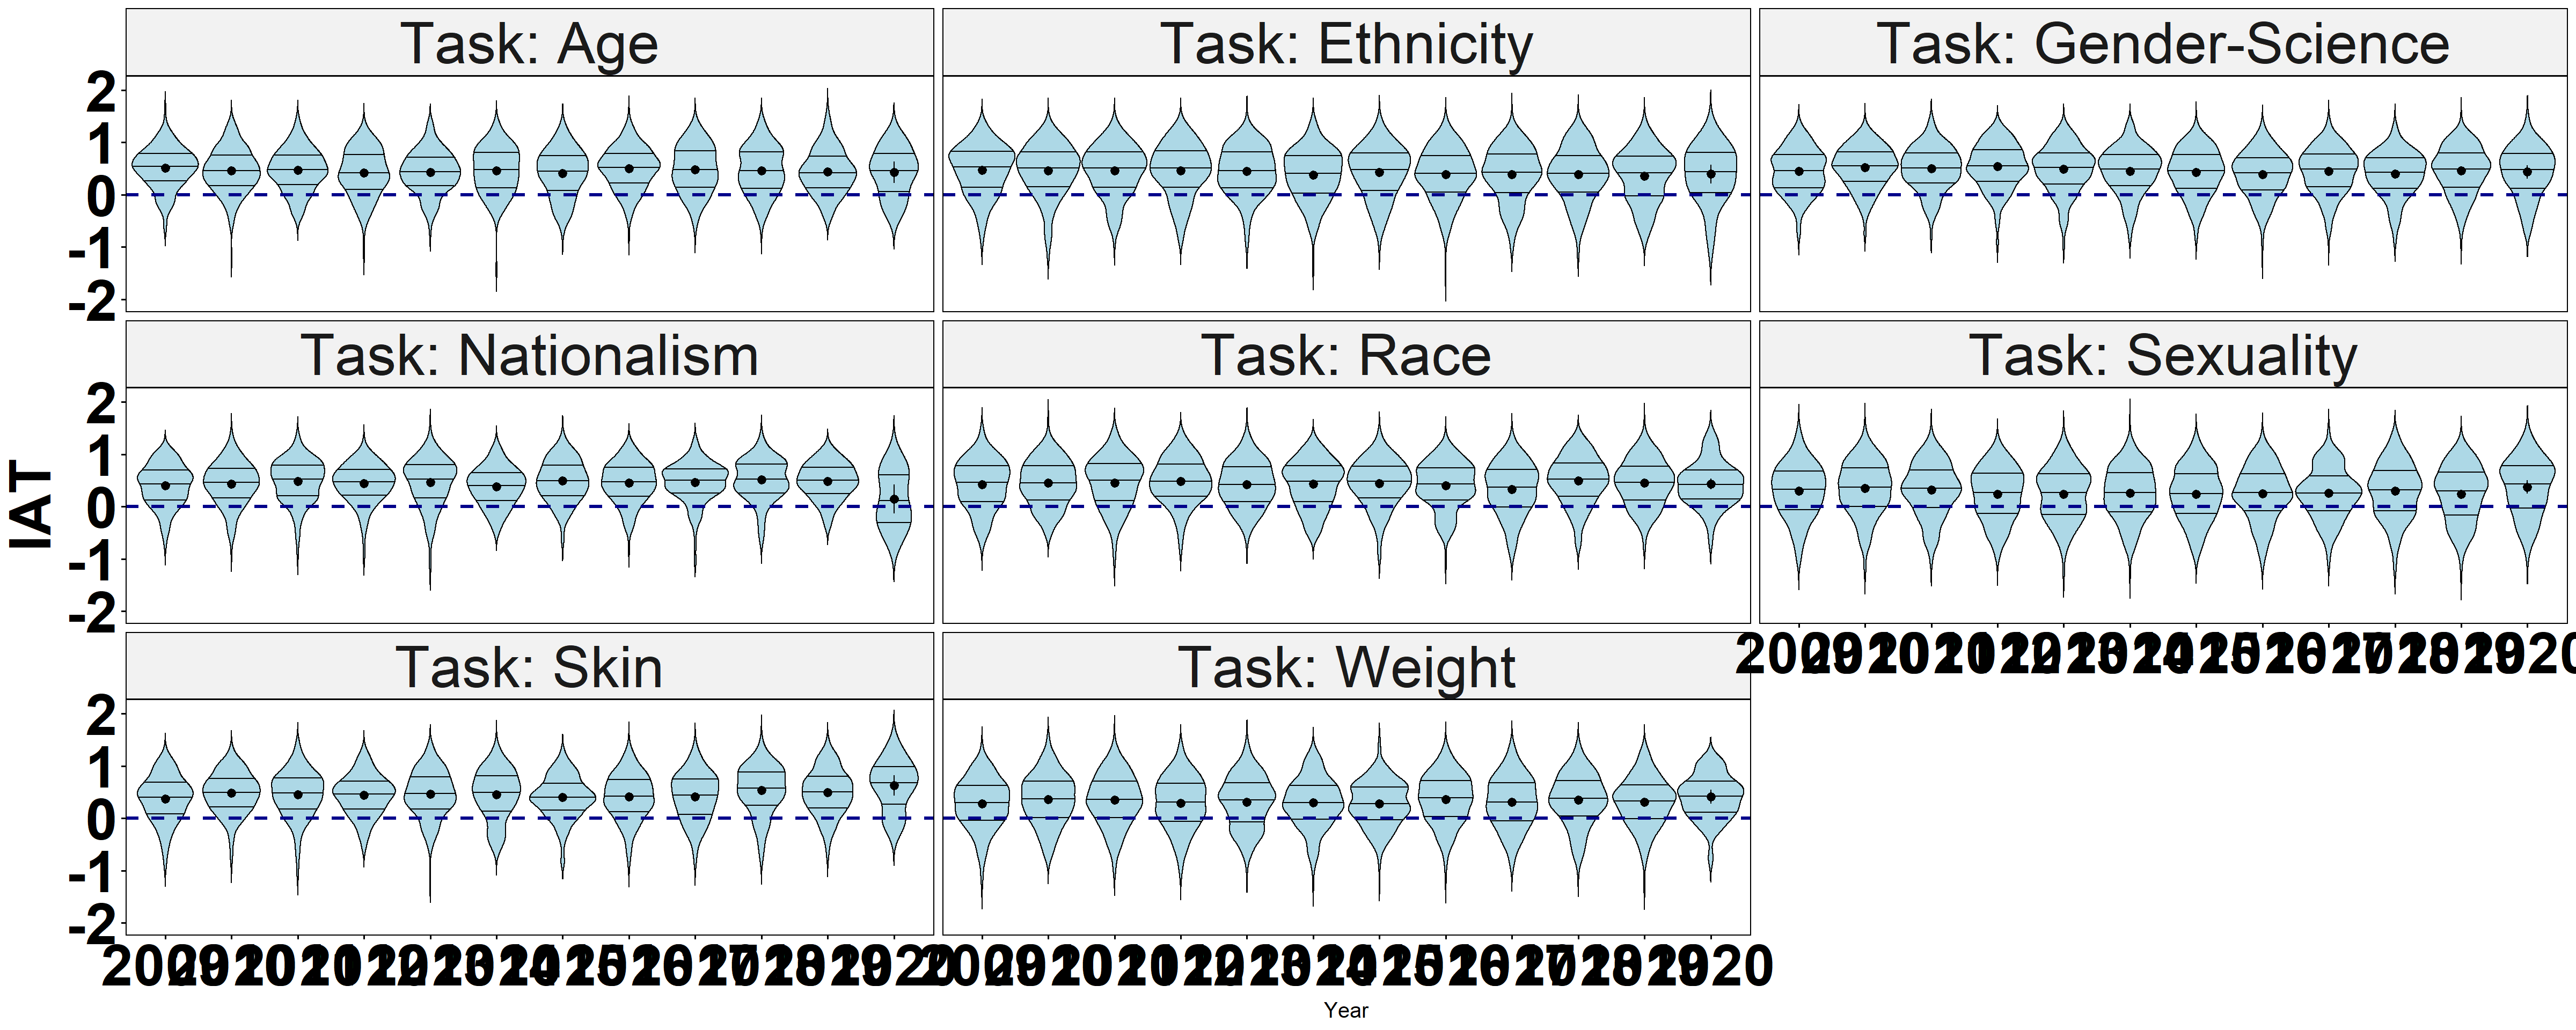 Task: Age
Task: Ethnicity
Task: Gender-Science
2
1
0
-1
-2
Task: Nationalism
Task: Race
Task: Sexuality
2
1
0
-1
-2
IAT
2009 2010 2011 2012 2013 2014 2015 2016 2017 2018 2019 2020
Task: Skin
Task: Weight
2
1
0
-1
-2
2009 2010 2011 2012 2013 2014 2015 2016 2017 2018 2019 2020
2009 2010 2011 2012 2013 2014 2015 2016 2017 2018 2019 2020
Year